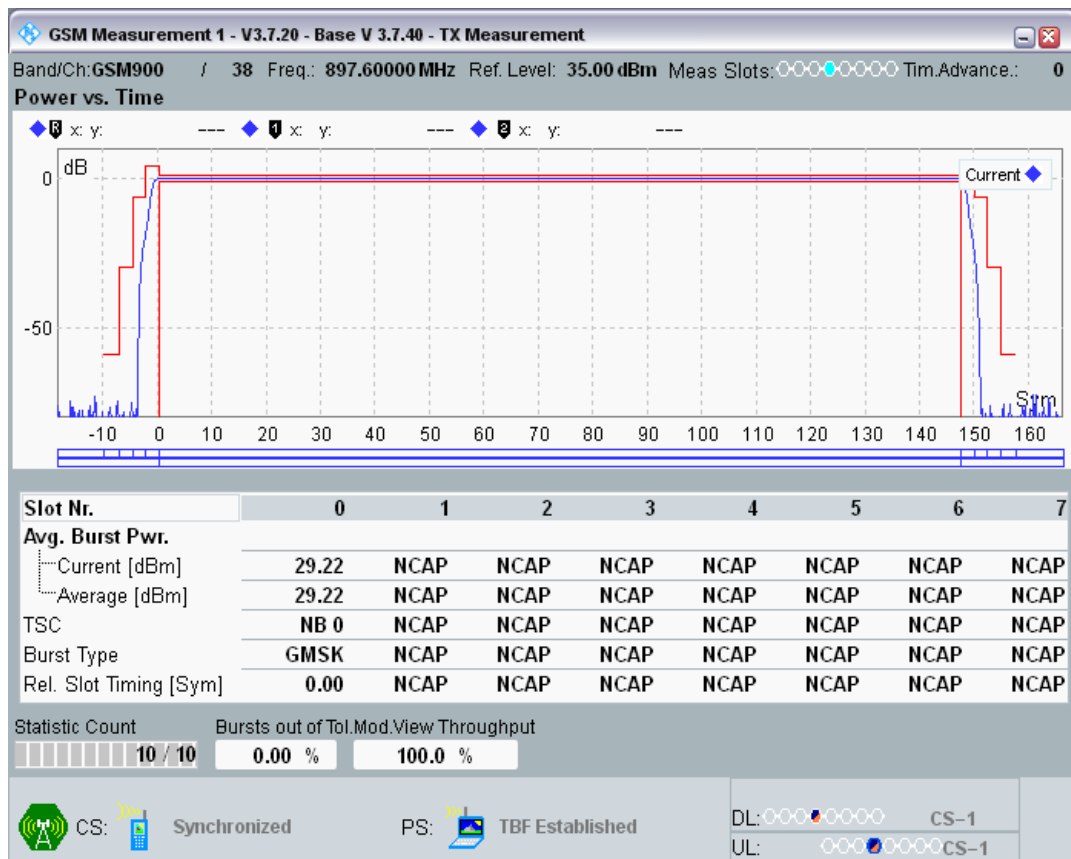 GSM Measurement 1 - V3.7.20 - Base V 3.7.40 - TX Measurement
Band/Ch:GSM900 / 38 Freq.: 897.60000 MHz Ref. Level: 35.00 dBm Meas Slots: Tim.Advance.: 0
Power vs. Time
R x: y: --- 1 x: y: --- 2 x: y: ---
dB
Current
0
-50
Sym
-10 0 10 20 30 40 50 60 70 80 90 100 110 120 130 140 150 160
Slot Nr. 0 1 2 3 4 5 6 7
Avg. Burst Pwr.
Current [dBm] 29.22 NCAP NCAP NCAP NCAP NCAP NCAP NCAP
Average [dBm] 29.22 NCAP NCAP NCAP NCAP NCAP NCAP NCAP
TSC NB 0 NCAP NCAP NCAP NCAP NCAP NCAP NCAP
Burst Type GMSK NCAP NCAP NCAP NCAP NCAP NCAP NCAP
Rel. Slot Timing [Sym] 0.00 NCAP NCAP NCAP NCAP NCAP NCAP NCAP
Statistic Count Bursts out of Tol.Mod.View Throughput
10 / 10 0.00 % 100.0 %
CS: Synchronized PS: TBF Established
DL: CS-1
UL: CS-1